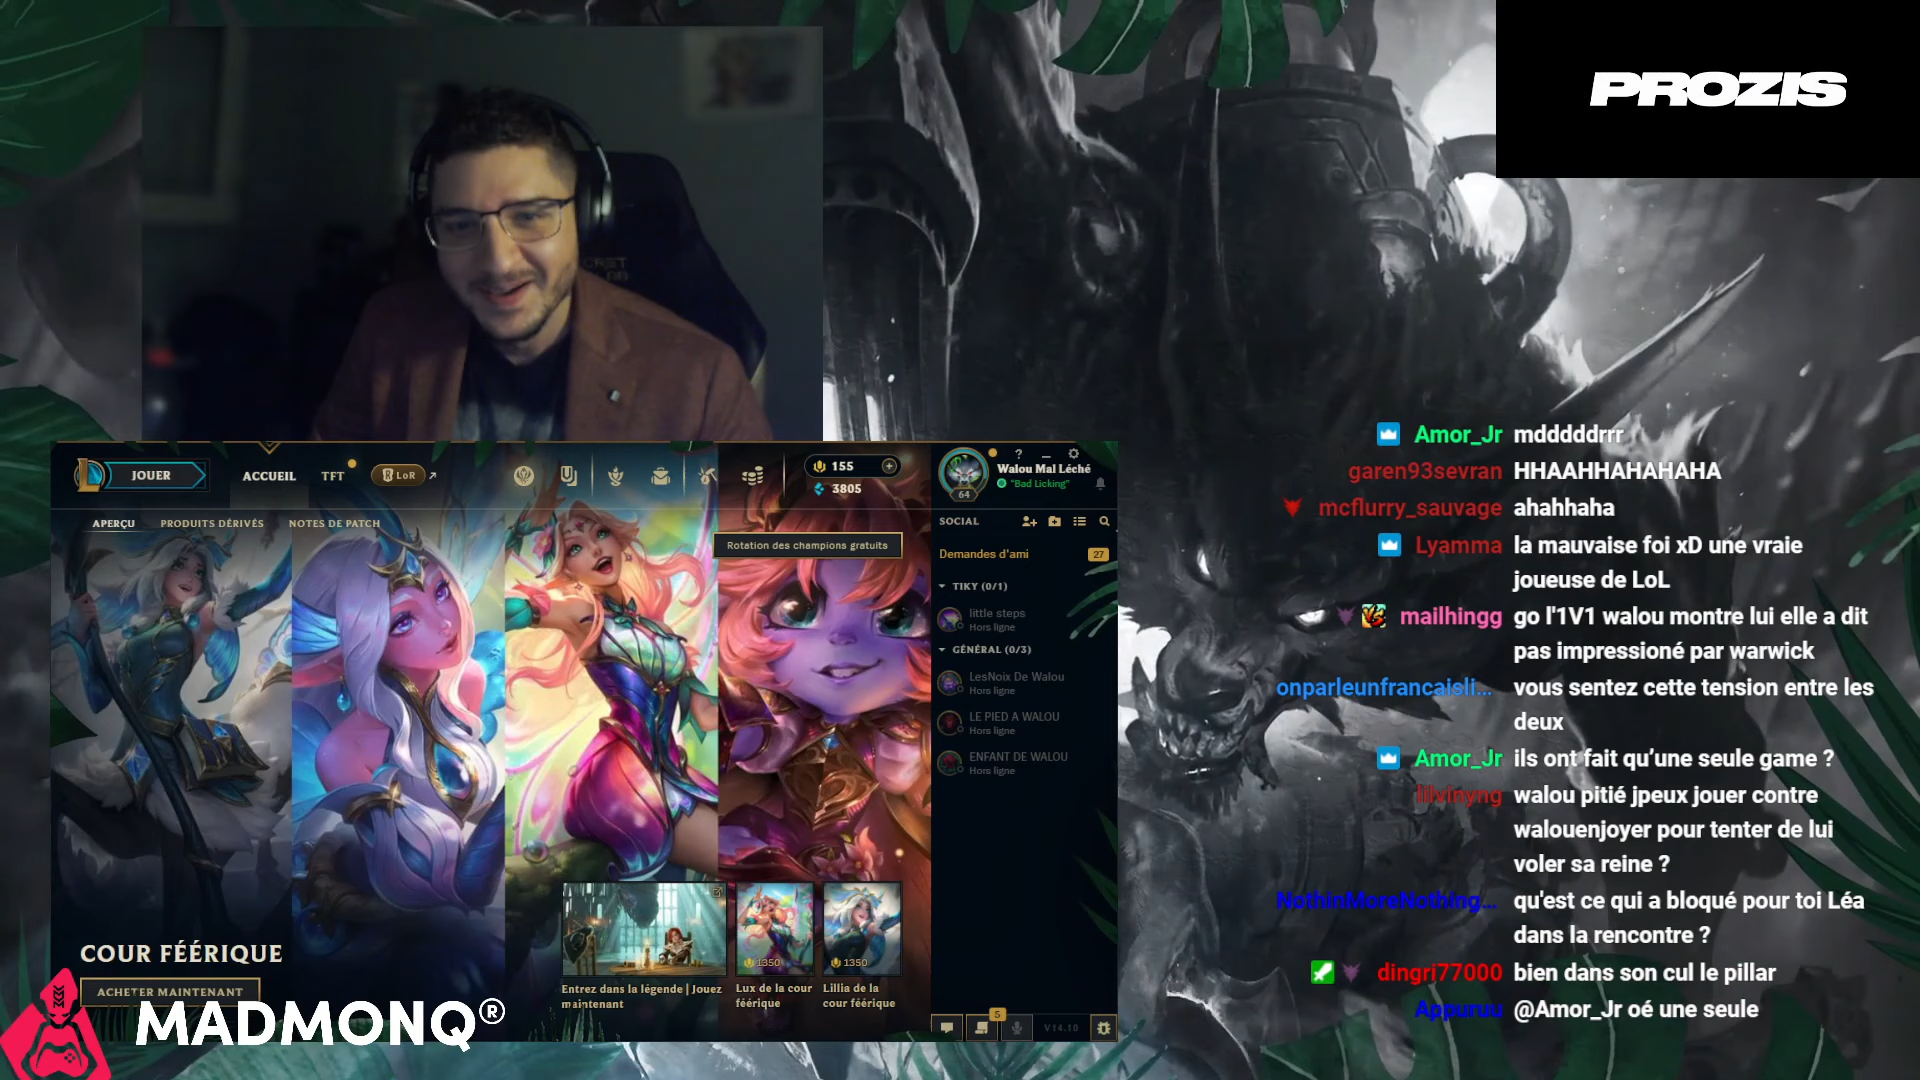 PROZIS
JOUER
ACCUEIL
TFT
LoR
155
3805
64
Walou Mal Léché
"Bad Licking"
APERÇU
PRODUITS DÉRIVÉS
NOTES DE PATCH
Rotation des champions gratuits
SOCIAL
Demandes d'ami
27
TIKY (0/1)
little steps
Hors ligne
GÉNÉRAL (0/3)
LesNoix De Walou
Hors ligne
LE PIED A WALOU
Hors ligne
ENFANT DE WALOU
Hors ligne
COUR FÉÉRIQUE
ACHETER MAINTENANT
Entrez dans la légende | Jouez
maintenant
1350
Lux de la cour
féérique
1350
Lillia de la
cour féérique
5
V14.10
MADMONQ®
Amor_Jr mdddddrrr
garen93sevran HHAAHHAHAHAHA
mcflurry_sauvage ahahhaha
Lyamma la mauvaise foi xD une vraie
joueuse de LoL
mailhingg go l'1V1 walou montre lui elle a dit
pas impressioné par warwick
onparleunfrancaisli... vous sentez cette tension entre les
deux
Amor_Jr ils ont fait qu’une seule game ?
lilvinyng walou pitié jpeux jouer contre
walouenjoyer pour tenter de lui
voler sa reine ?
NothinMoreNothing... qu'est ce qui a bloqué pour toi Léa
dans la rencontre ?
dingri77000 bien dans son cul le pillar
Appuruu @Amor_Jr oé une seule